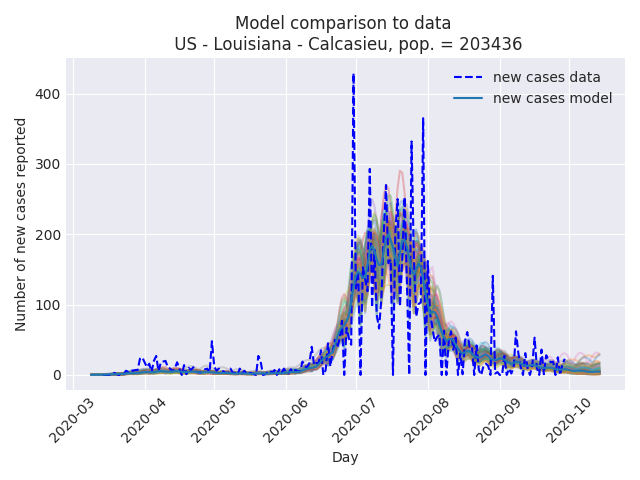 Model comparison to data
US - Louisiana - Calcasieu, pop. = 203436
new cases data
new cases model
Number of new cases reported
400
300
200
100
0
2020-03
2020-04
2020-05
2020-06
2020-07
2020-08
2020-09
2020-10
Day